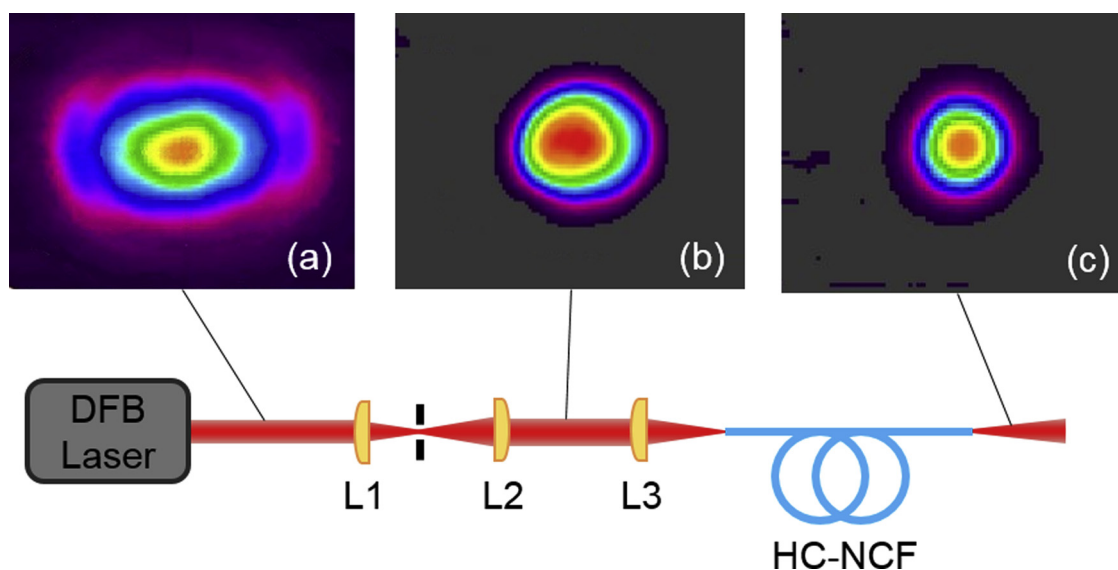 (a)
(b)
(c)
DFB
Laser
L1
L2
L3
HC-NCF